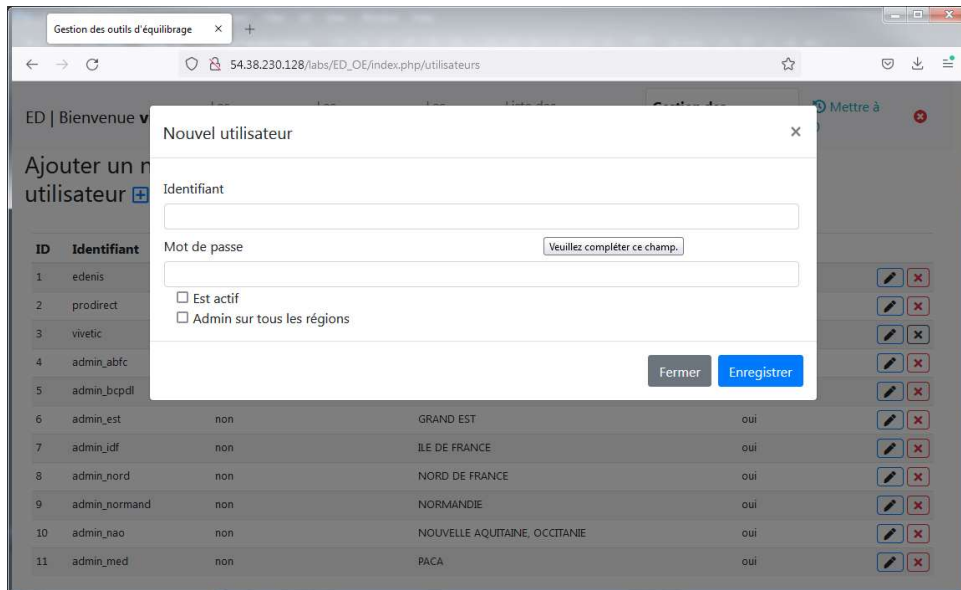 Gestion des outils d'équilibrage × +
54.38.230.128/labs/ED_OE/index.php/utilisateurs
ED | Bienvenue
Mettre à
Nouvel utilisateur ×
Ajouter un
utilisateur
Identifiant
Mot de passe
Veuillez compléter ce champ.
Est actif
Admin sur tous les régions
Fermer Enregistrer
ID Identifiant
1 edenis
2 prodirect
3 vivetic
4 admin_abfc
5 admin_bcpdl
6 admin_est non GRAND EST oui
7 admin_idf non ILE DE FRANCE oui
8 admin_nord non NORD DE FRANCE oui
9 admin_normand non NORMANDIE oui
10 admin_nao non NOUVELLE AQUITAINE, OCCITANIE oui
11 admin_med non PACA oui